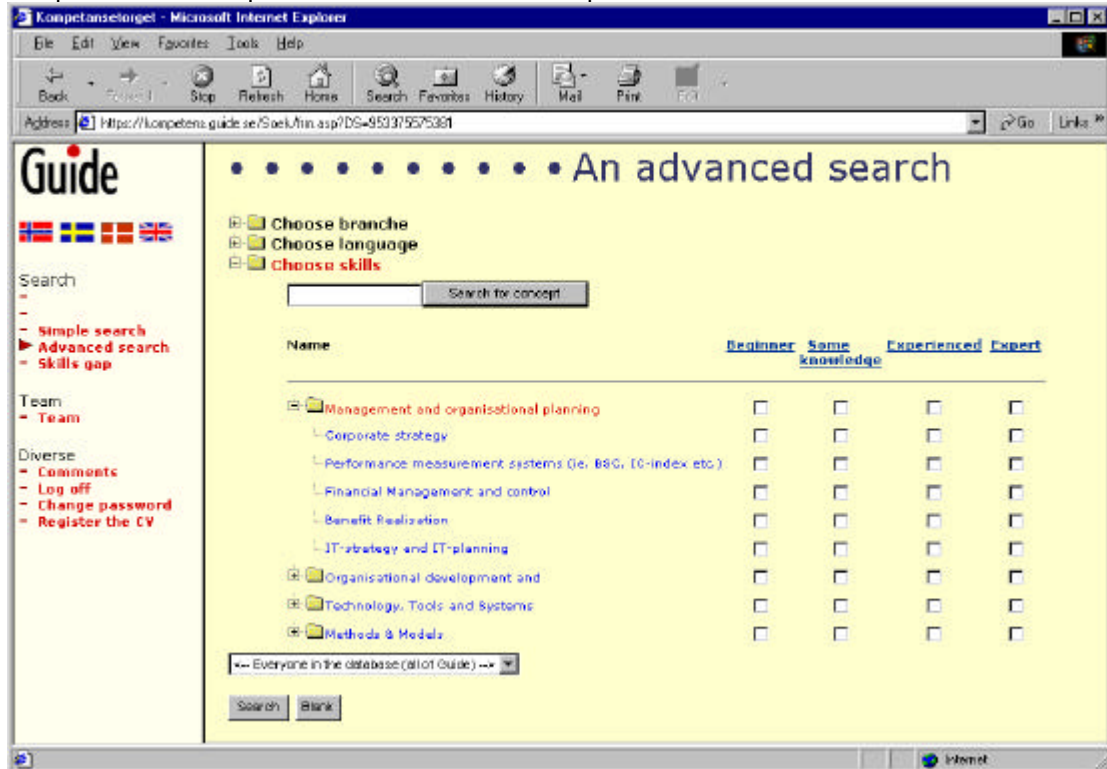 Kompetansetorget - Microsoft Internet Explorer
File Edit View Favorites Tools Help
Back Forward Stop Refresh Home Search Favorites History Mail Print Edit
Address https://kompetens.guide.se/Soek/fnn.asp?DS=953375575381 Go Links »
Guide
An advanced search
Choose branche
Choose language
Choose skills
Search for concept
Search
-
-
- Simple search
Advanced search
- Skills gap
Team
- Team
Diverse
- Comments
- Log off
- Change password
- Register the CV
Name Beginner Some knowledge Experienced Expert
Management and organisational planning
Corporate strategy
Performance measurement systems (ie. BSC, IC-index etc.)
Financial Management and control
Benefit Realization
IT-strategy and IT-planning
Organisational development and
Technology, Tools and Systems
Methods & Models
<-- Everyone in the database (all of Guide) -->
Search Blank
Internet